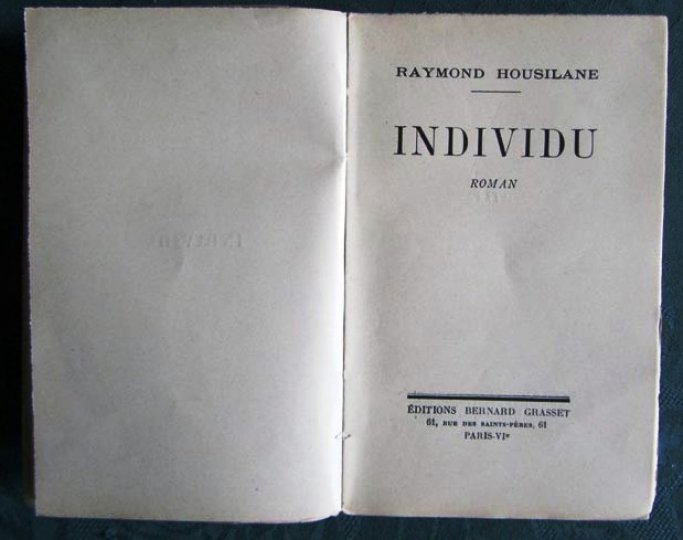 RAYMOND HOUSILANE
INDIVIDU
ROMAN
ÉDITIONS BERNARD GRASSET
61, RUE DES SAINTS-PÈRES, 61
PARIS-VIᵉ